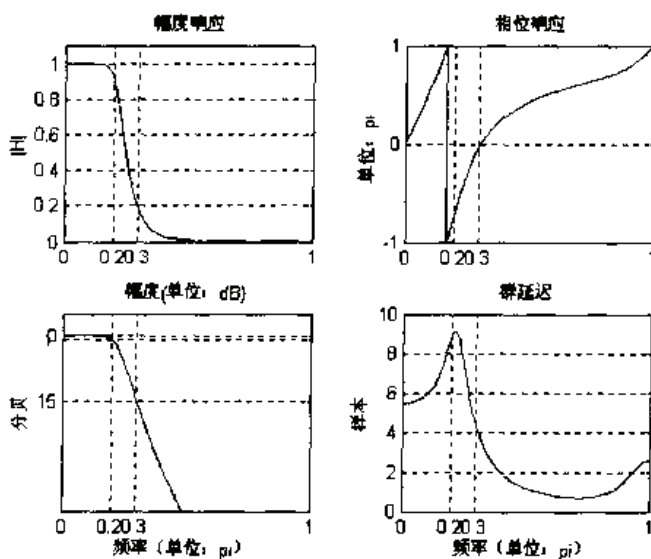 幅度响应
相位响应
|H|
1
0.8
0.6
0.4
0.2
0
0 0.2 0.3 1
单位：pi
1
0
-1
0 0.2 0.3 1
幅度(单位：dB)
群延迟
分贝
0
15
0 0.2 0.3 1
频率（单位：pi）
样本
10
8
6
4
2
0
0 0.2 0.3 1
频率（单位：pi）